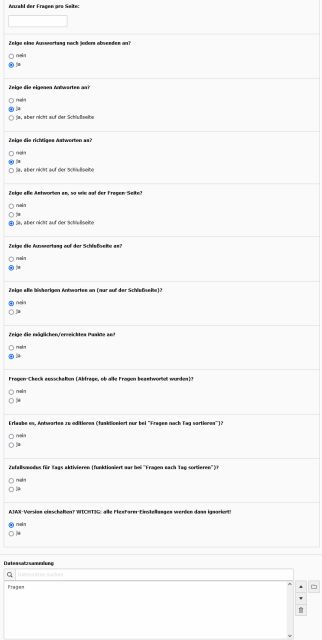 Anzahl der Fragen pro Seite:
Zeige eine Auswertung nach jedem absenden an?
nein
ja
Zeige die eigenen Antworten an?
nein
ja
ja, aber nicht auf der Schlußseite
Zeige die richtigen Antworten an?
nein
ja
ja, aber nicht auf der Schlußseite
Zeige alle Antworten an, so wie auf der Fragen-Seite?
nein
ja
ja, aber nicht auf der Schlußseite
Zeige die Auswertung auf der Schlußseite an?
nein
ja
Zeige alle bisherigen Antworten an (nur auf der Schlußseite)?
nein
ja
Zeige die möglichen/erreichten Punkte an?
nein
ja
Fragen-Check ausschalten (Abfrage, ob alle Fragen beantwortet wurden)?
nein
ja
Erlaube es, Antworten zu editieren (funktioniert nur bei "Fragen nach Tag sortieren")?
nein
ja
Zufallsmodus für Tags aktivieren (funktioniert nur bei "Fragen nach Tag sortieren")?
nein
ja
AJAX-Version einschalten? WICHTIG: alle FlexForm-Einstellungen werden dann ignoriert!
nein
ja
Datensatzsammlung
Datensätze suchen
Fragen